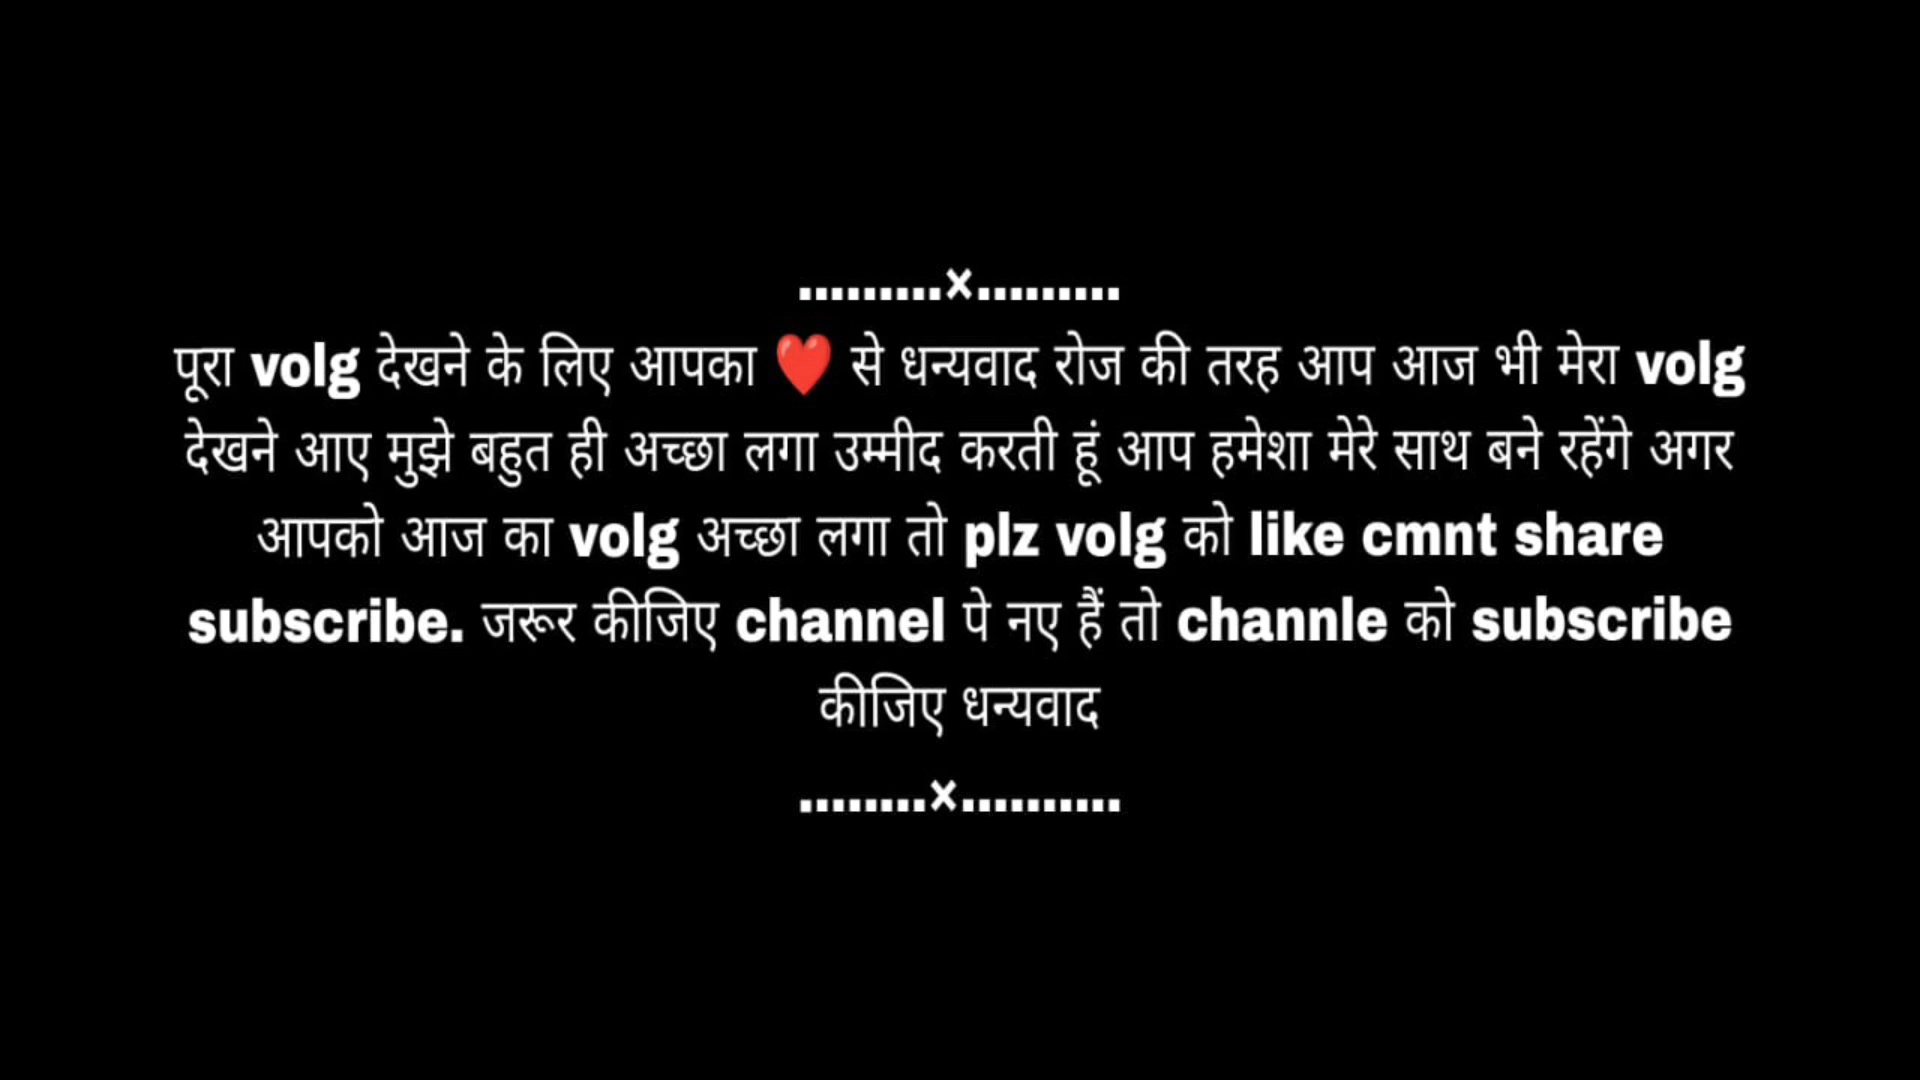 .........×.........
पूरा volg देखने के लिए आपका ❤️ से धन्यवाद रोज की तरह आप आज भी मेरा volg
देखने आए मुझे बहुत ही अच्छा लगा उम्मीद करती हूं आप हमेशा मेरे साथ बने रहेंगे अगर
आपको आज का volg अच्छा लगा तो plz volg को like cmnt share
subscribe. जरूर कीजिए channel पे नए हैं तो channle को subscribe
कीजिए धन्यवाद
........×..........